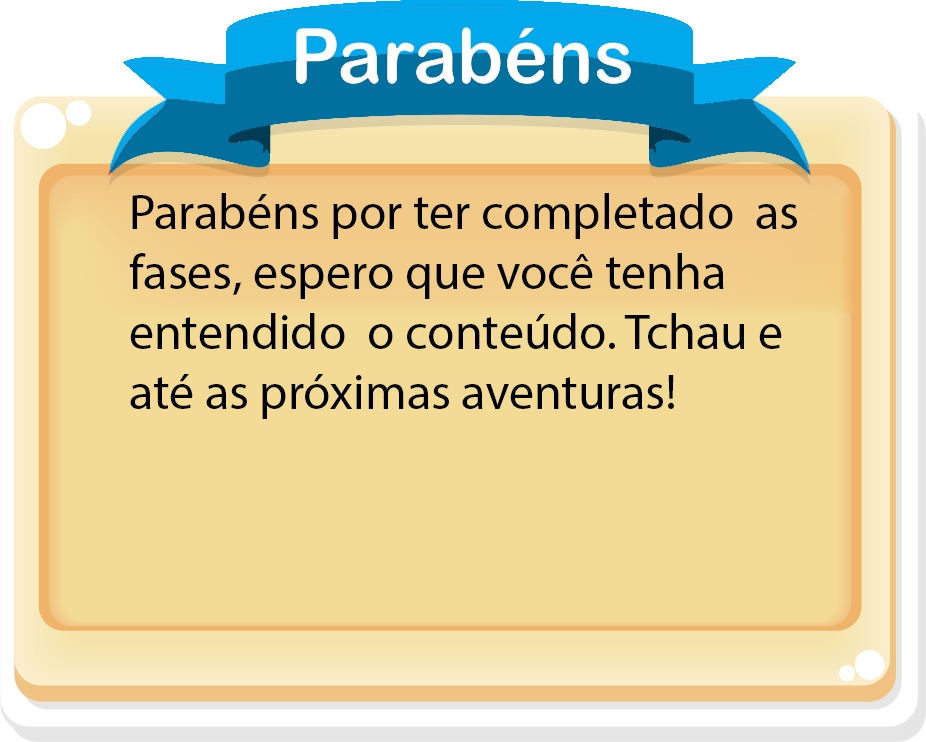 Parabéns
Parabéns por ter completado  as
fases, espero que você tenha
entendido  o conteúdo. Tchau e
até as próximas aventuras!